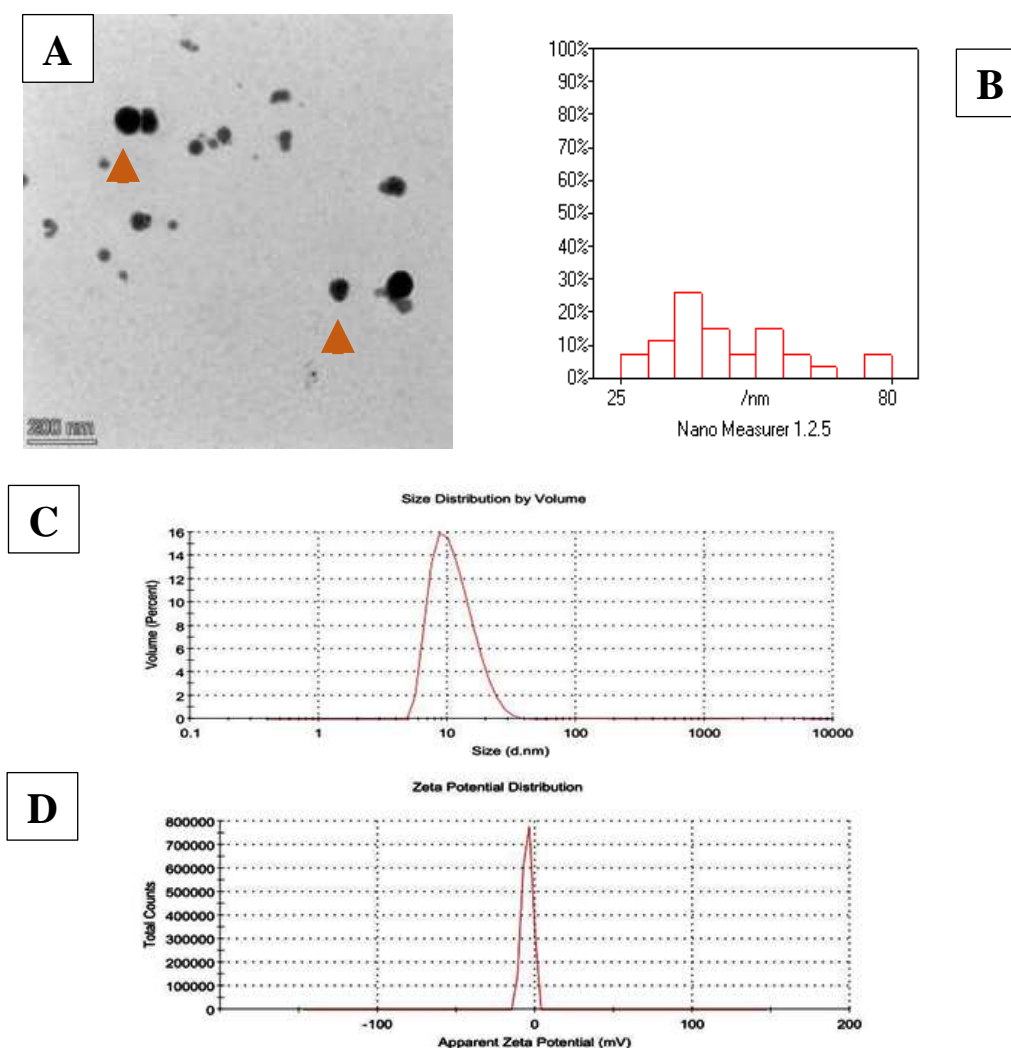 A
200 nm
B
100%
90%
80%
70%
60%
50%
40%
30%
20%
10%
0%
25 /nm 80
Nano Measurer 1.2.5
C
Size Distribution by Volume
Volume (Percent)
16
14
12
10
8
6
4
2
0
0.1 1 10 100 1000 10000
Size (d.nm)
D
Zeta Potential Distribution
Total Counts
800000
700000
600000
500000
400000
300000
200000
100000
0
-100 0 100 200
Apparent Zeta Potential (mV)